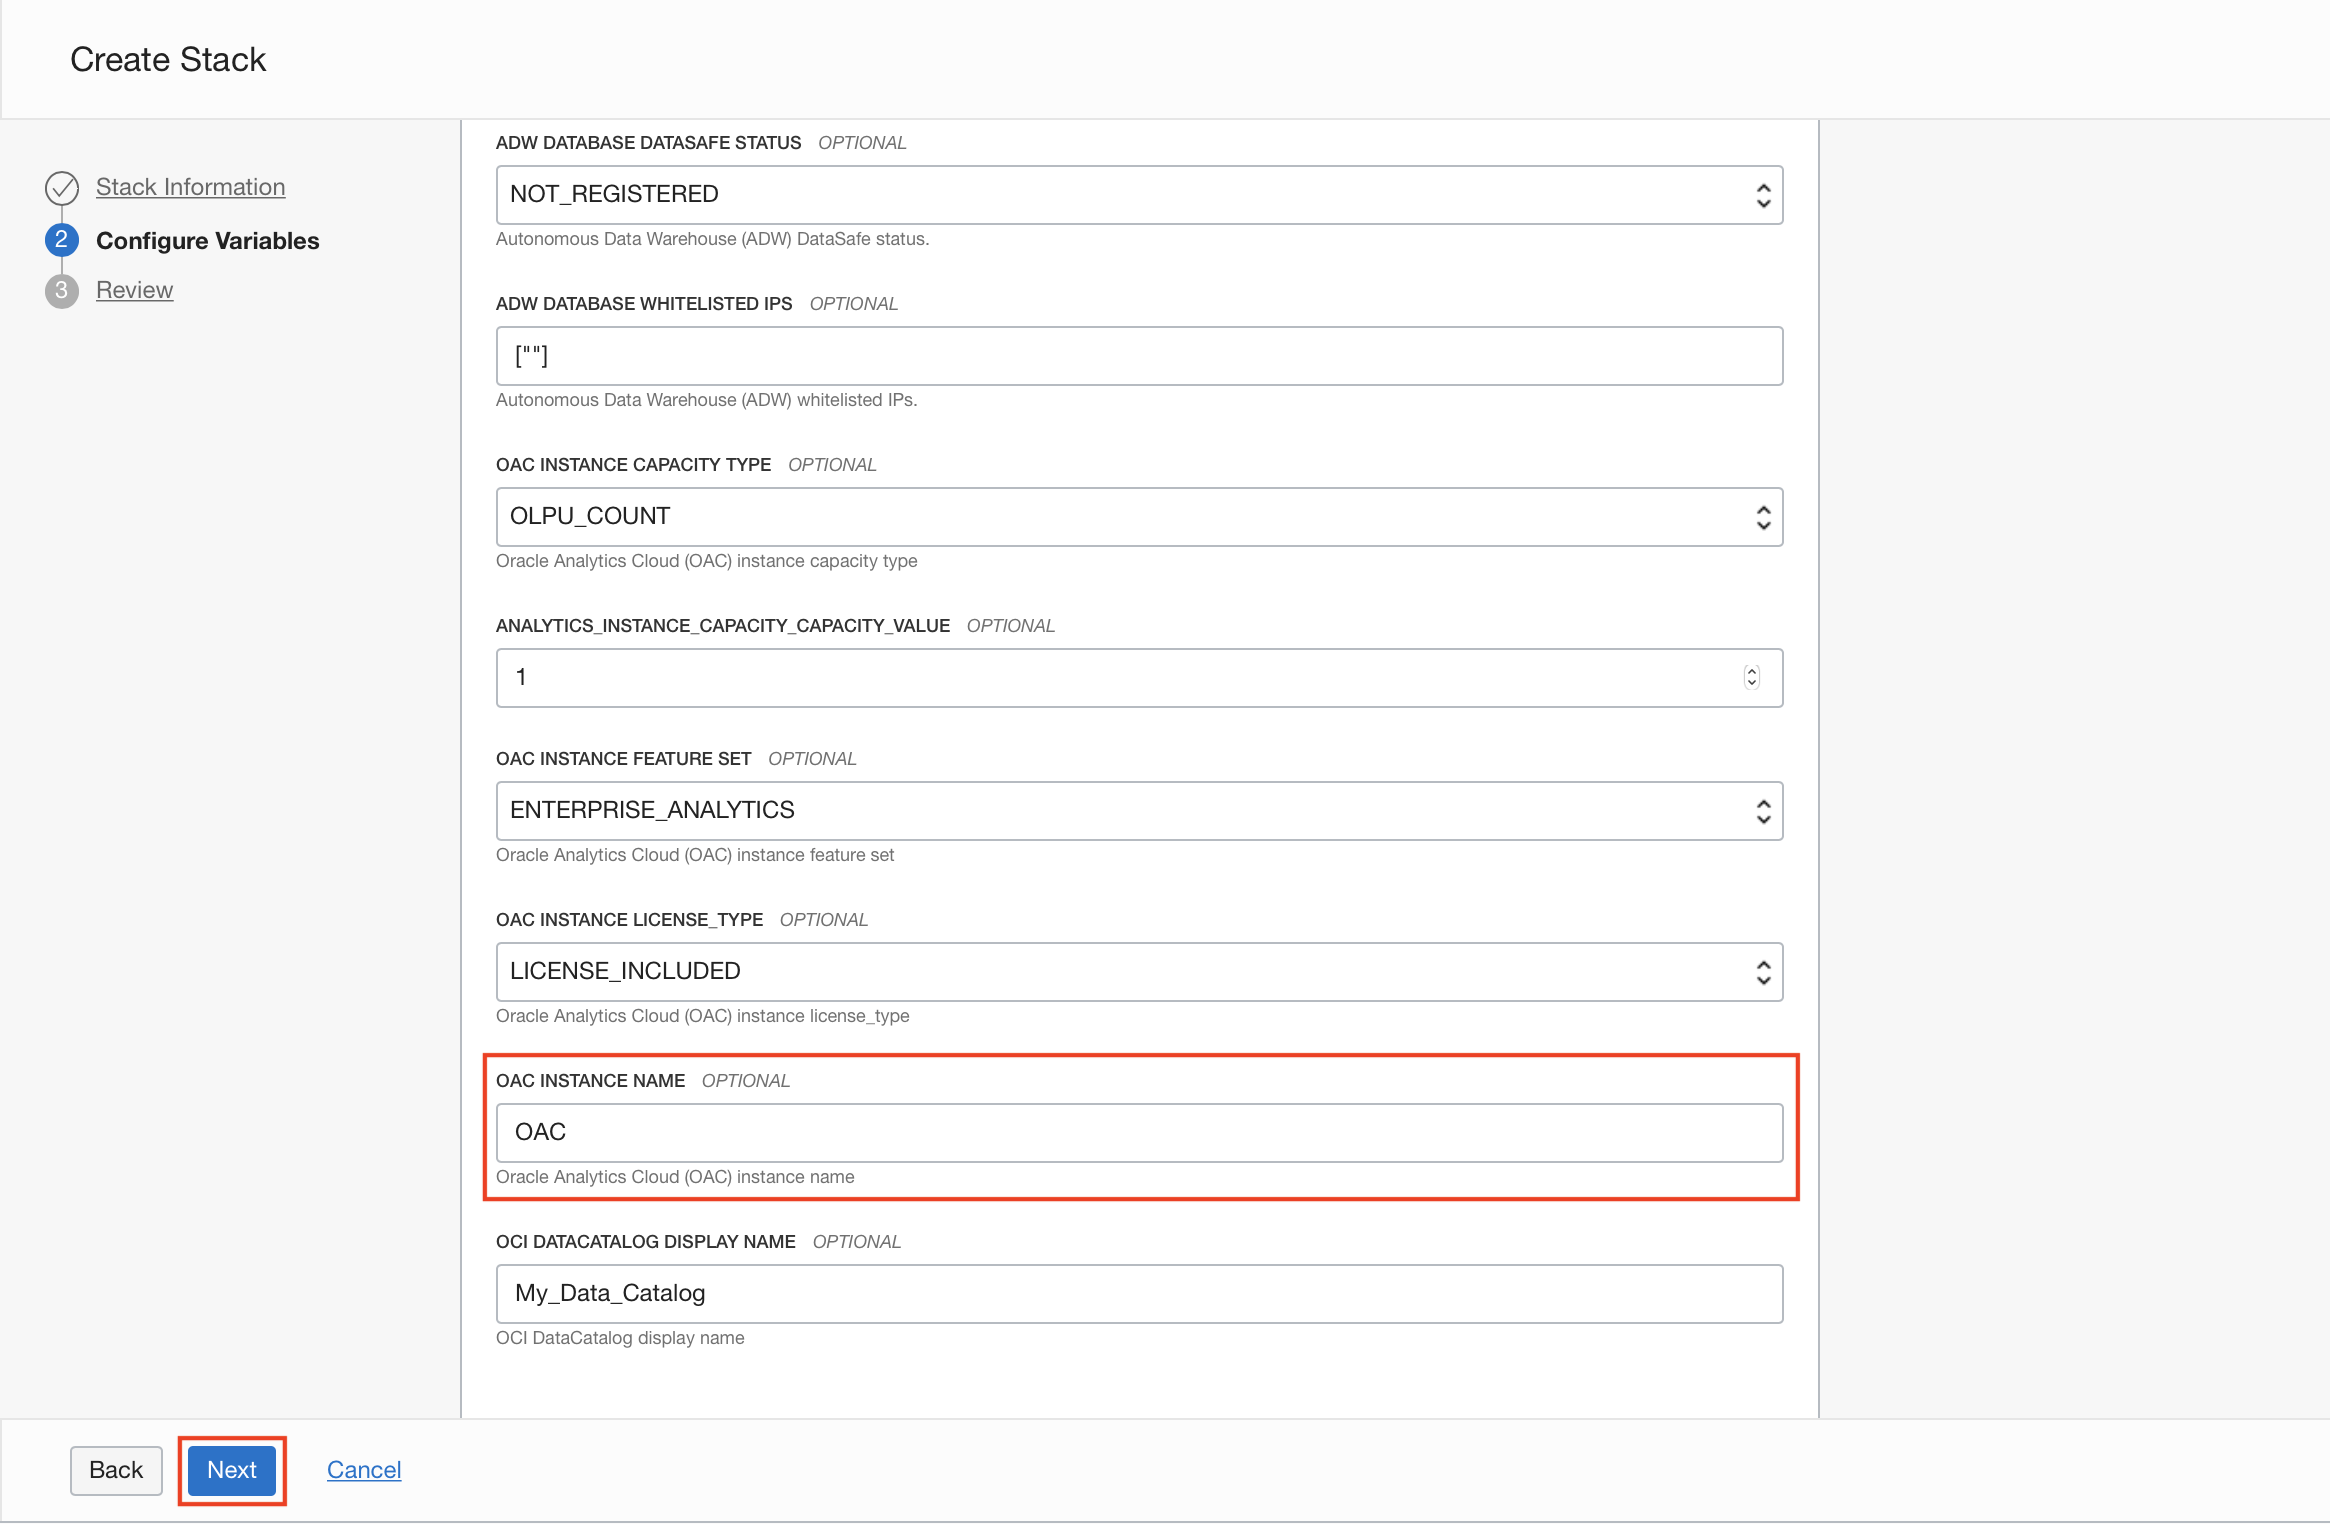 Create Stack
Stack Information
2 Configure Variables
3 Review
ADW DATABASE DATASAFE STATUS OPTIONAL
NOT_REGISTERED
Autonomous Data Warehouse (ADW) DataSafe status.
ADW DATABASE WHITELISTED IPS OPTIONAL
[""]
Autonomous Data Warehouse (ADW) whitelisted IPs.
OAC INSTANCE CAPACITY TYPE OPTIONAL
OLPU_COUNT
Oracle Analytics Cloud (OAC) instance capacity type
ANALYTICS_INSTANCE_CAPACITY_CAPACITY_VALUE OPTIONAL
1
OAC INSTANCE FEATURE SET OPTIONAL
ENTERPRISE_ANALYTICS
Oracle Analytics Cloud (OAC) instance feature set
OAC INSTANCE LICENSE_TYPE OPTIONAL
LICENSE_INCLUDED
Oracle Analytics Cloud (OAC) instance license_type
OAC INSTANCE NAME OPTIONAL
OAC
Oracle Analytics Cloud (OAC) instance name
OCI DATACATALOG DISPLAY NAME OPTIONAL
My_Data_Catalog
OCI DataCatalog display name
Back Next Cancel